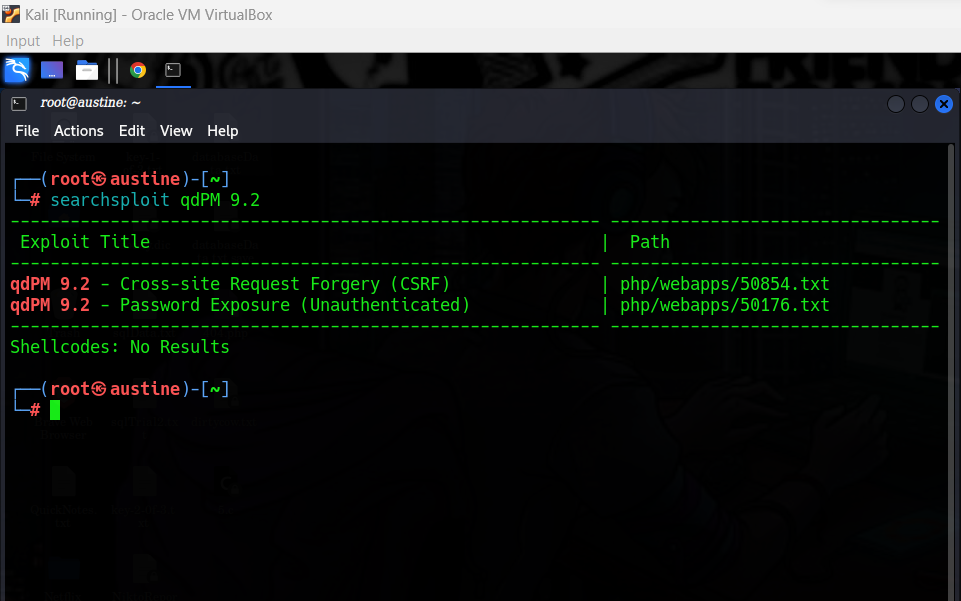 Kali [Running] - Oracle VM VirtualBox
Input Help
root@austine: ~
File Actions Edit View Help
┌──(root㉿austine)-[~]
└─# searchsploit qdPM 9.2
----------------------------------------------------------- ---------------------------------
Exploit Title | Path
----------------------------------------------------------- ---------------------------------
qdPM 9.2 - Cross-site Request Forgery (CSRF) | php/webapps/50854.txt
qdPM 9.2 - Password Exposure (Unauthenticated) | php/webapps/50176.txt
----------------------------------------------------------- ---------------------------------
Shellcodes: No Results
┌──(root㉿austine)-[~]
└─#